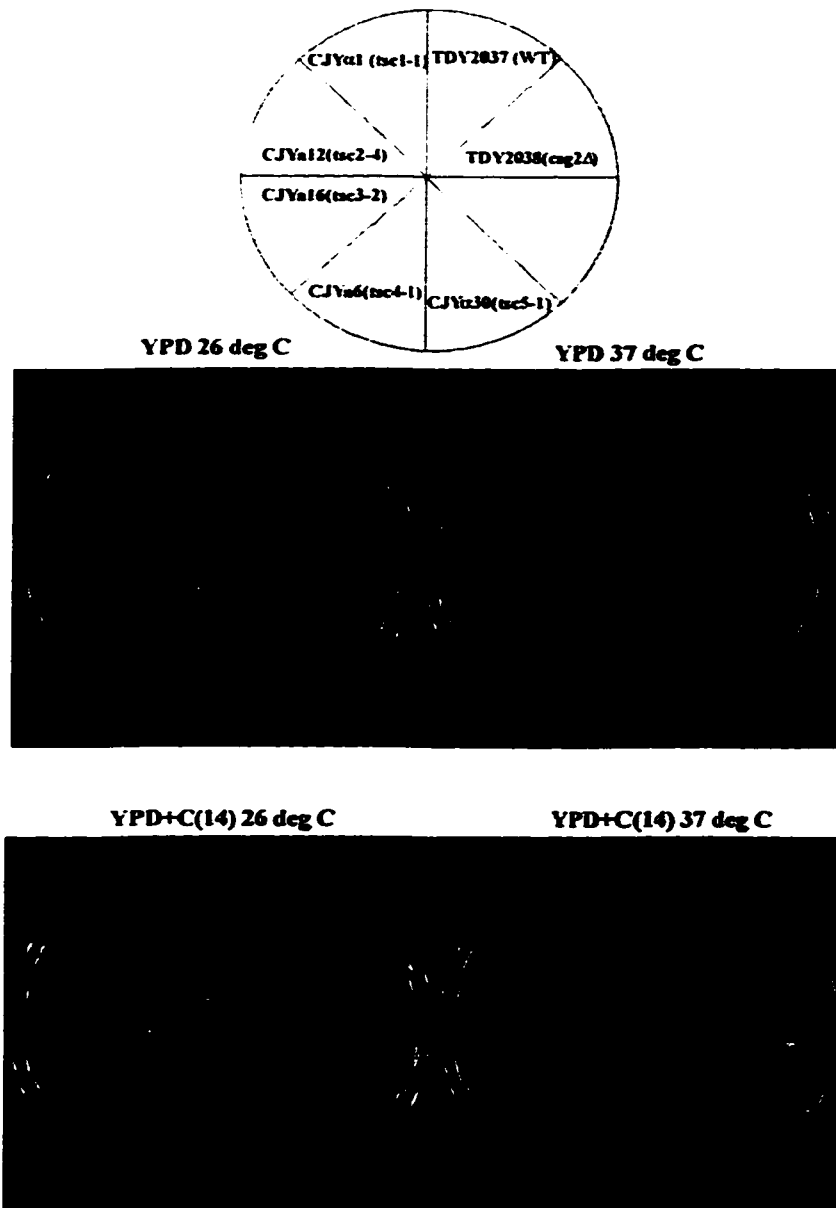 CJYα1 (tsc1-1) TDY2037 (WT)
CJYa12(tsc2-4) TDY2038(csg2Δ)
CJYa16(tsc3-2)
CJYa6(tsc4-1) CJYα30(tsc5-1)
YPD 26 deg C YPD 37 deg C
YPD+C(14) 26 deg C YPD+C(14) 37 deg C